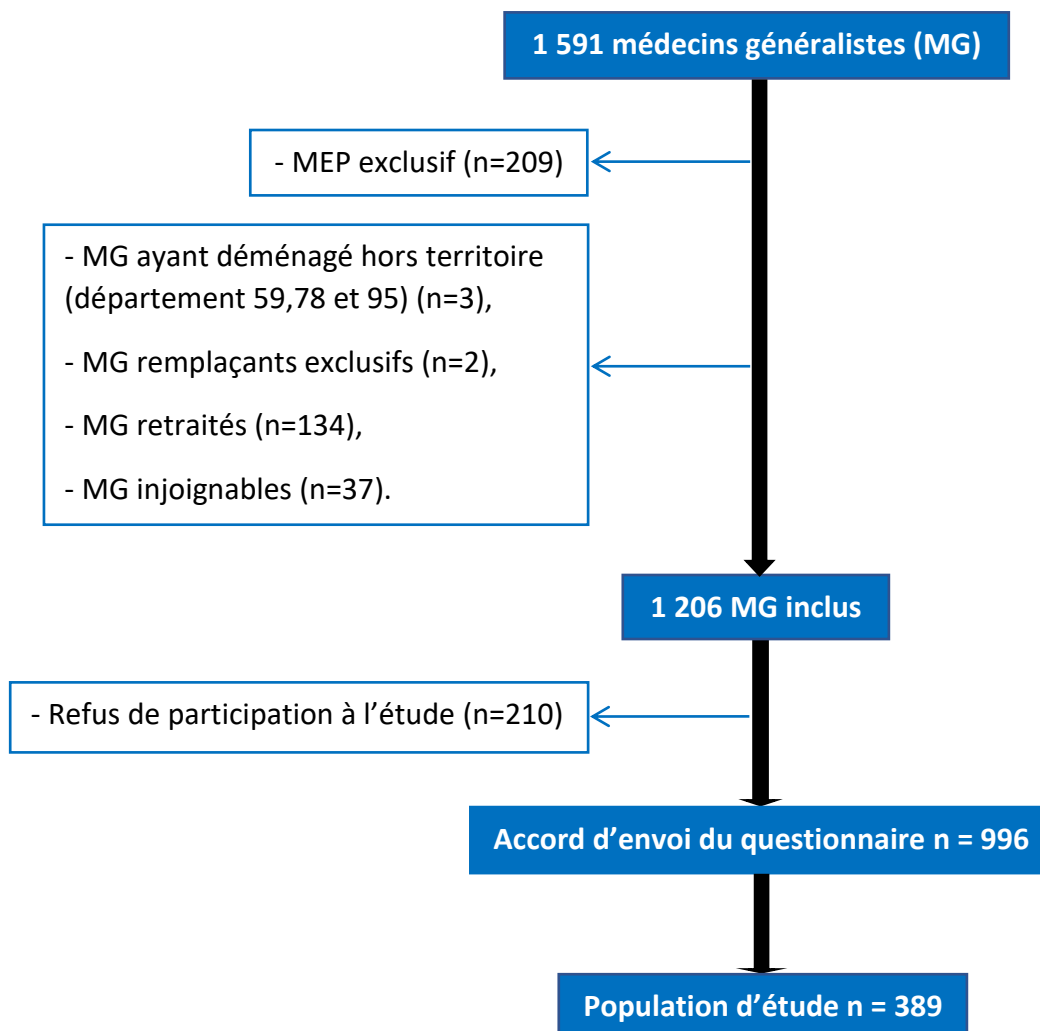 1 591 médecins généralistes (MG)
- MEP exclusif (n=209)
- MG ayant déménagé hors territoire
(département 59,78 et 95) (n=3),
- MG remplaçants exclusifs (n=2),
- MG retraités (n=134),
- MG injoignables (n=37).
1 206 MG inclus
- Refus de participation à l’étude (n=210)
Accord d’envoi du questionnaire n = 996
Population d’étude n = 389